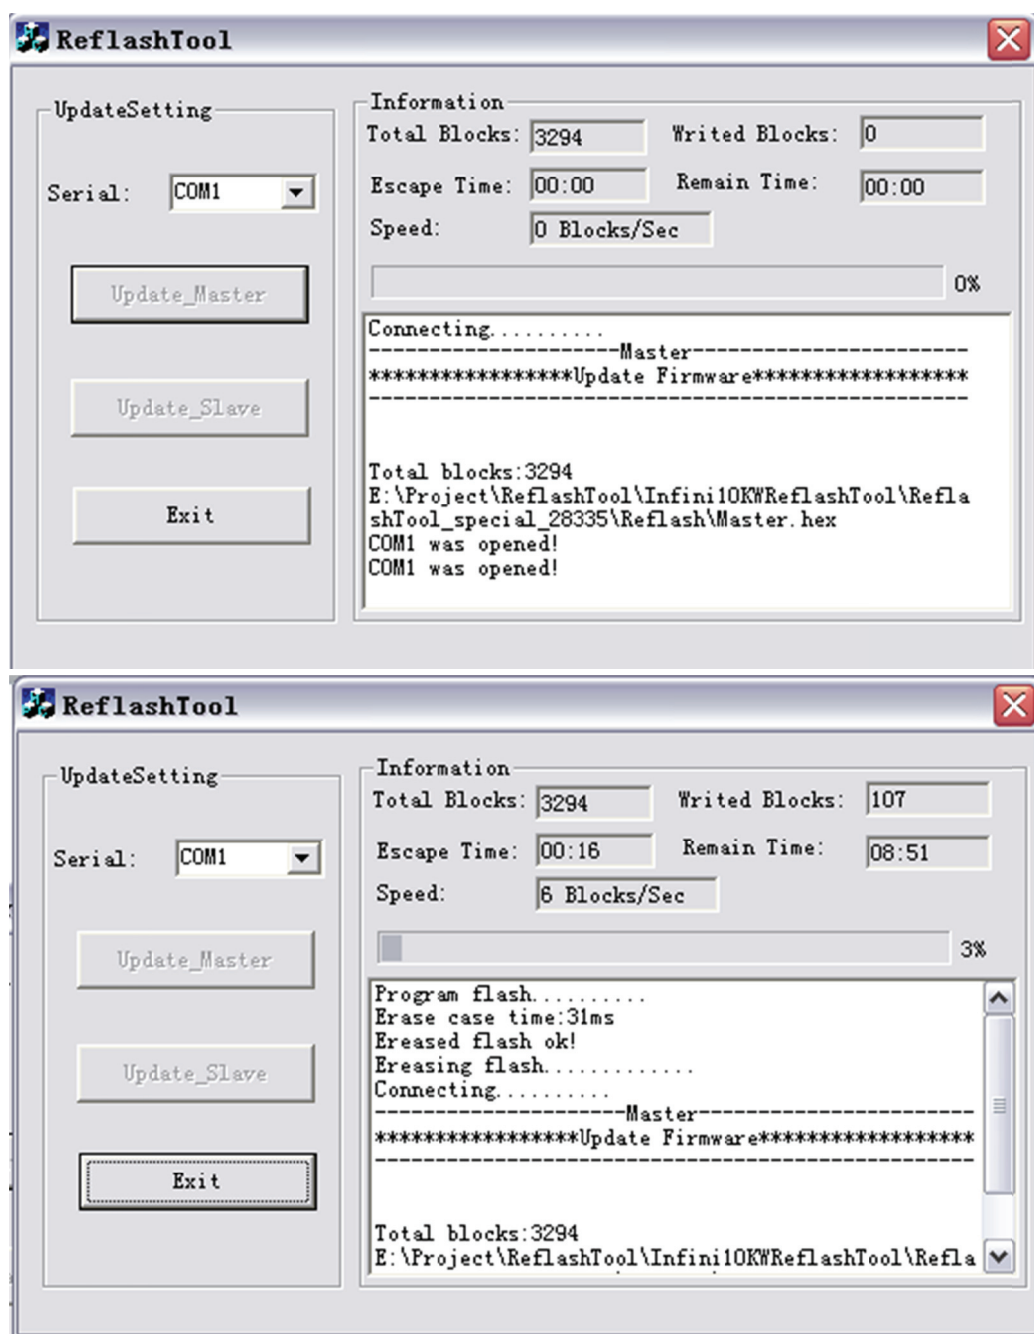 ReflashTool
UpdateSetting
Serial: COM1
Update_Master
Update_Slave
Exit
Information
Total Blocks: 3294 Writed Blocks: 0
Escape Time: 00:00 Remain Time: 00:00
Speed: 0 Blocks/Sec
0%
Connecting..........
---------------------Master-----------------------
*****************Update Firmware******************
--------------------------------------------------
Total blocks:3294
E:\Project\ReflashTool\Infini10KWReflashTool\Refla
shTool_special_28335\Reflash\Master.hex
COM1 was opened!
COM1 was opened!
ReflashTool
UpdateSetting
Serial: COM1
Update_Master
Update_Slave
Exit
Information
Total Blocks: 3294 Writed Blocks: 107
Escape Time: 00:16 Remain Time: 08:51
Speed: 6 Blocks/Sec
3%
Program flash..........
Erase case time:31ms
Ereased flash ok!
Ereasing flash.............
Connecting..........
---------------------Master-----------------------
*****************Update Firmware******************
--------------------------------------------------
Total blocks:3294
E:\Project\ReflashTool\Infini10KWReflashTool\Refla